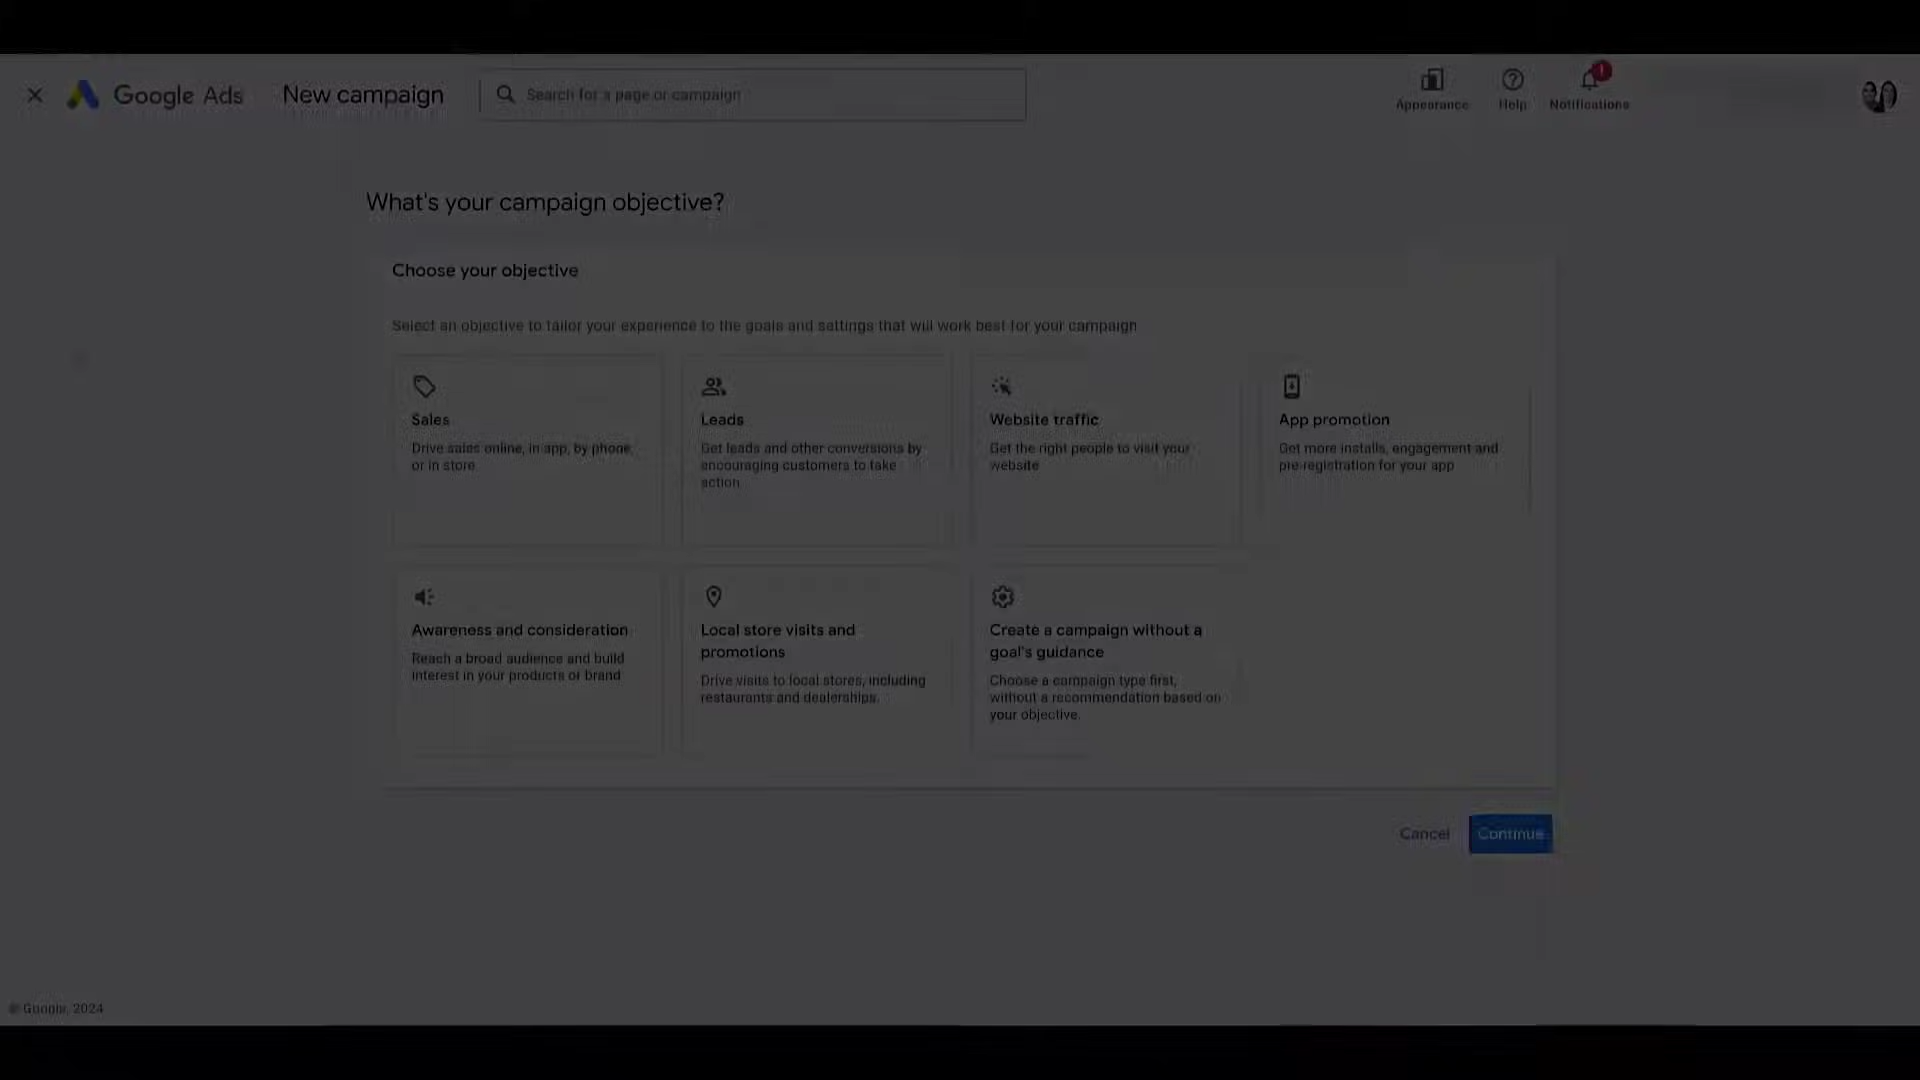 Google Ads
New campaign
Search for a page or campaign
Appearance
Help
!
Notifications
What's your campaign objective?
Choose your objective
Select an objective to tailor your experience to the goals and settings that will work best for your campaign
Sales
Drive sales online, in app, by phone,
or in store
Leads
Get leads and other conversions by
encouraging customers to take
action
Website traffic
Get the right people to visit your
website
App promotion
Get more installs, engagement and
pre-registration for your app
Awareness and consideration
Reach a broad audience and build
interest in your products or brand
Local store visits and
promotions
Drive visits to local stores, including
restaurants and dealerships.
Create a campaign without a
goal's guidance
Choose a campaign type first,
without a recommendation based on
your objective.
Cancel
Continue
© Google, 2024